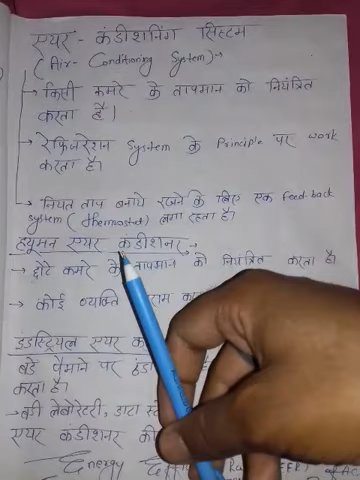 एयर - कंडीशनिंग सिस्टम
(Air- Conditioning System)→
→ किसी कमरे के तापमान को नियंत्रित
करता है।
→ रेफ्रिजरेशन System के Principle पर work
करता है।
→ नियत ताप बनाये रखने के लिए एक Feed-back
System (thermostat) लगा रहता है।
ह्यूमन एयर कंडीशनर →
→ छोटे कमरे के तापमान को नियंत्रित करता है।
→ कोई व्यक्ति
इंडस्ट्रियल एयर
बडे पैमाने पर ठंडा
करता है।
→ बडी लेबोरेटरी, डाटा
एयर कंडीशनर की
Energy